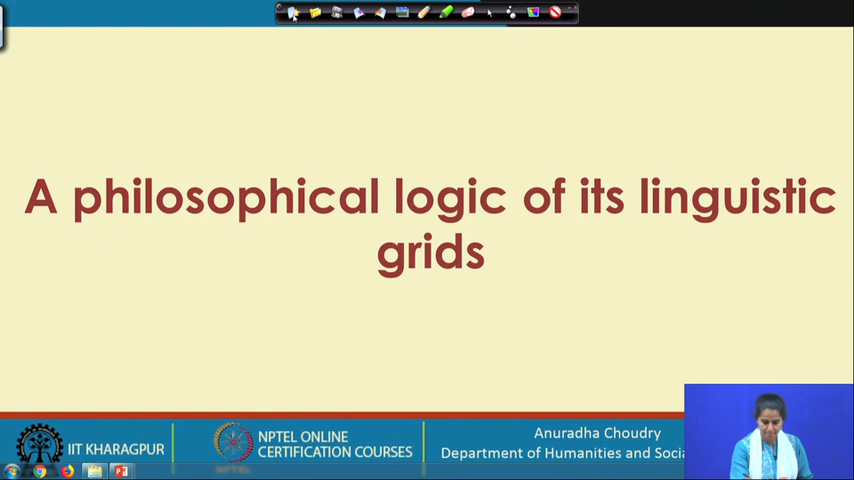 A philosophical logic of its linguistic
grids
IIT KHARAGPUR
NPTEL ONLINE
CERTIFICATION COURSES
Anuradha Choudry
Department of Humanities and Soci